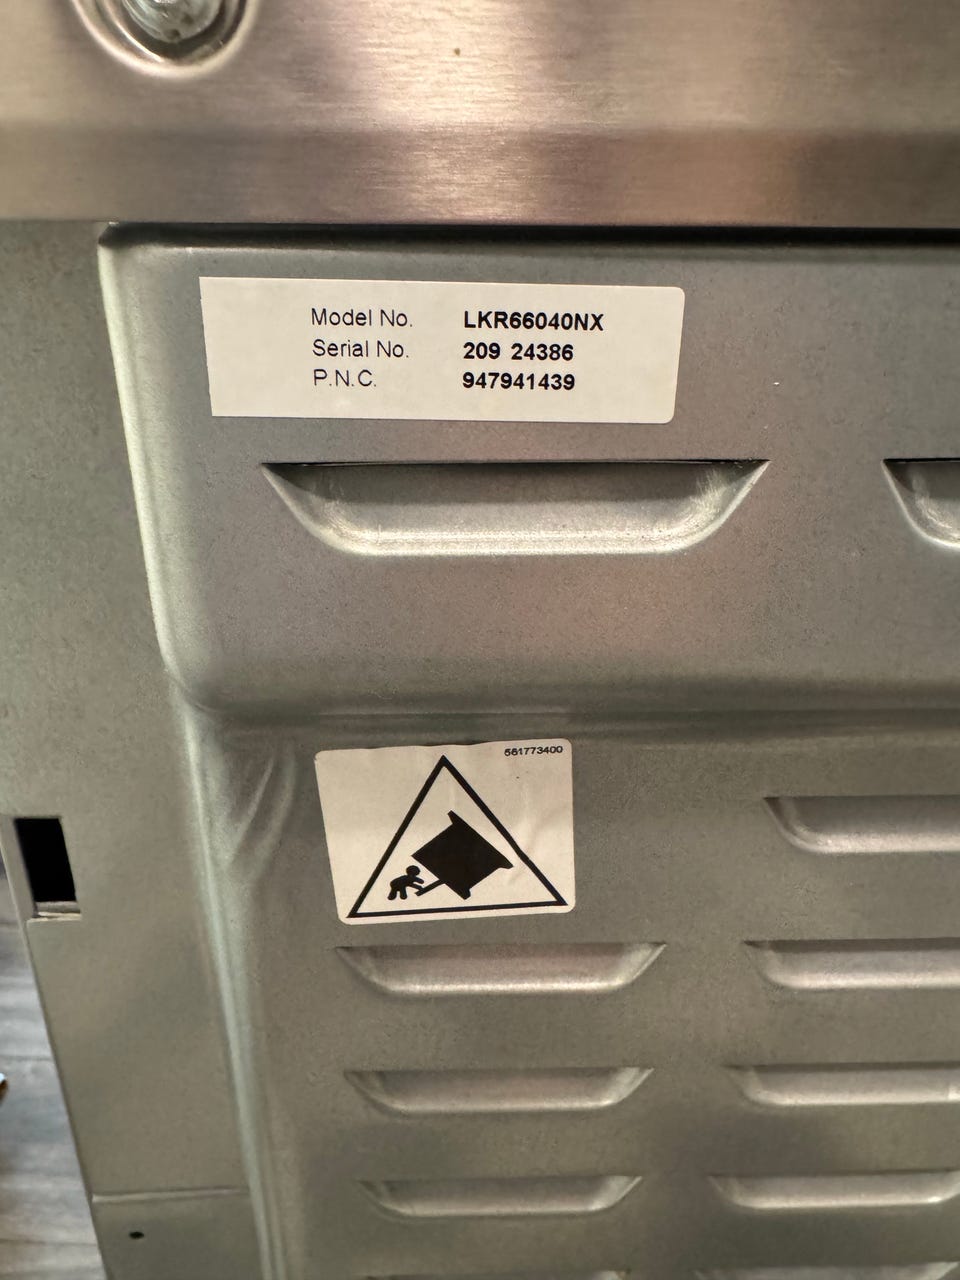 Model No. LKR66040NX
Serial No. 209 24386
P.N.C. 947941439
561773400